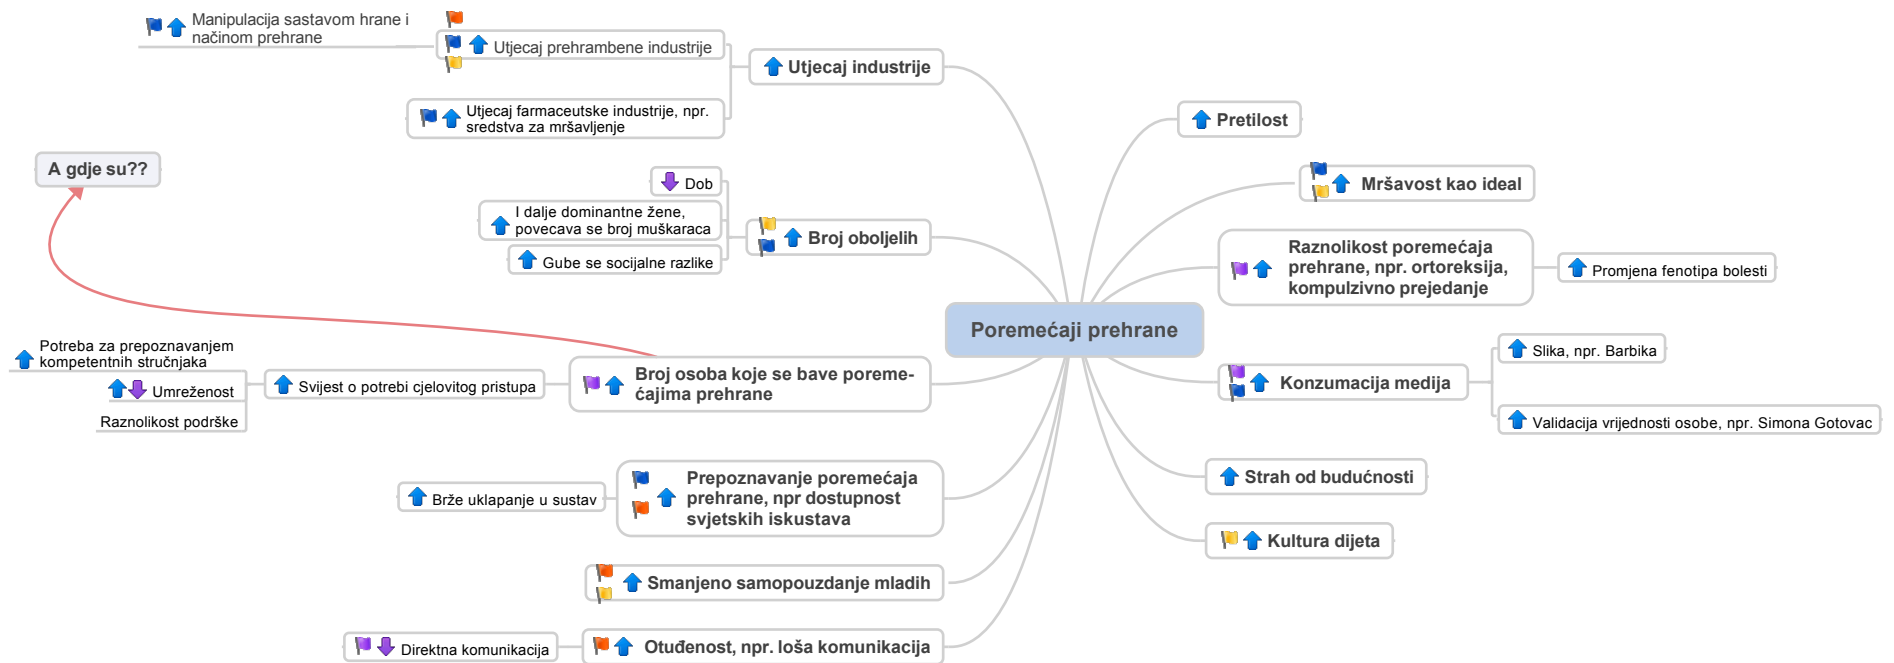 Manipulacija sastavom hrane i
načinom prehrane
Utjecaj prehrambene industrije
Utjecaj industrije
Utjecaj farmaceutske industrije, npr.
sredstva za mršavljenje
A gdje su??
Dob
I dalje dominantne žene,
povecava se broj muškaraca
Gube se socijalne razlike
Broj oboljelih
Poremećaji prehrane
Potreba za prepoznavanjem
kompetentnih stručnjaka
Umreženost
Raznolikost podrške
Svijest o potrebi cjelovitog pristupa
Broj osoba koje se bave poreme-
ćajima prehrane
Brže uklapanje u sustav
Prepoznavanje poremećaja
prehrane, npr dostupnost
svjetskih iskustava
Smanjeno samopouzdanje mladih
Direktna komunikacija
Otuđenost, npr. loša komunikacija
Pretilost
Mršavost kao ideal
Raznolikost poremećaja
prehrane, npr. ortoreksija,
kompulzivno prejedanje
Promjena fenotipa bolesti
Konzumacija medija
Slika, npr. Barbika
Validacija vrijednosti osobe, npr. Simona Gotovac
Strah od budućnosti
Kultura dijeta